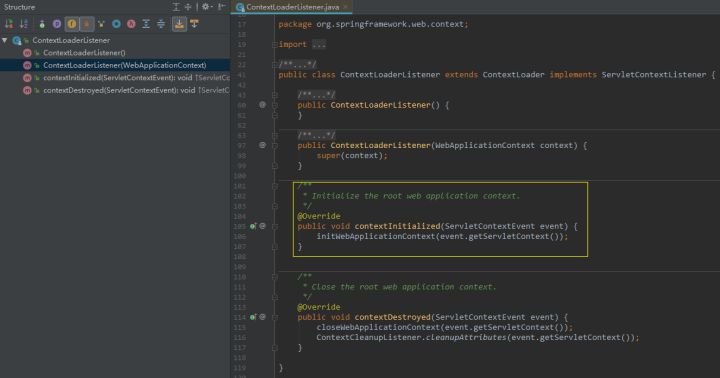 Structure
ContextLoaderListener
ContextLoaderListener()
ContextLoaderListener(WebApplicationContext)
contextInitialized(ServletContextEvent): void ↑ServletCo
contextDestroyed(ServletContextEvent): void ↑ServletCon
ContextLoaderListener.java ×
16
17 package org.springframework.web.context;
18
19 import ...
22 /**...*/
41 public class ContextLoaderListener extends ContextLoader implements ServletContextListener {
42
43 /**...*/
60 @ public ContextLoaderListener() {
61 }
62
63 /**...*/
97 @ public ContextLoaderListener(WebApplicationContext context) {
98 super(context);
99 }
100
101 /**
102 * Initialize the root web application context.
103 */
104 @Override
105 @ public void contextInitialized(ServletContextEvent event) {
106 initWebApplicationContext(event.getServletContext());
107 }
108
109
110 /**
111 * Close the root web application context.
112 */
113 @Override
114 @ public void contextDestroyed(ServletContextEvent event) {
115 closeWebApplicationContext(event.getServletContext());
116 ContextCleanupListener.cleanupAttributes(event.getServletContext());
117 }
118
119 }